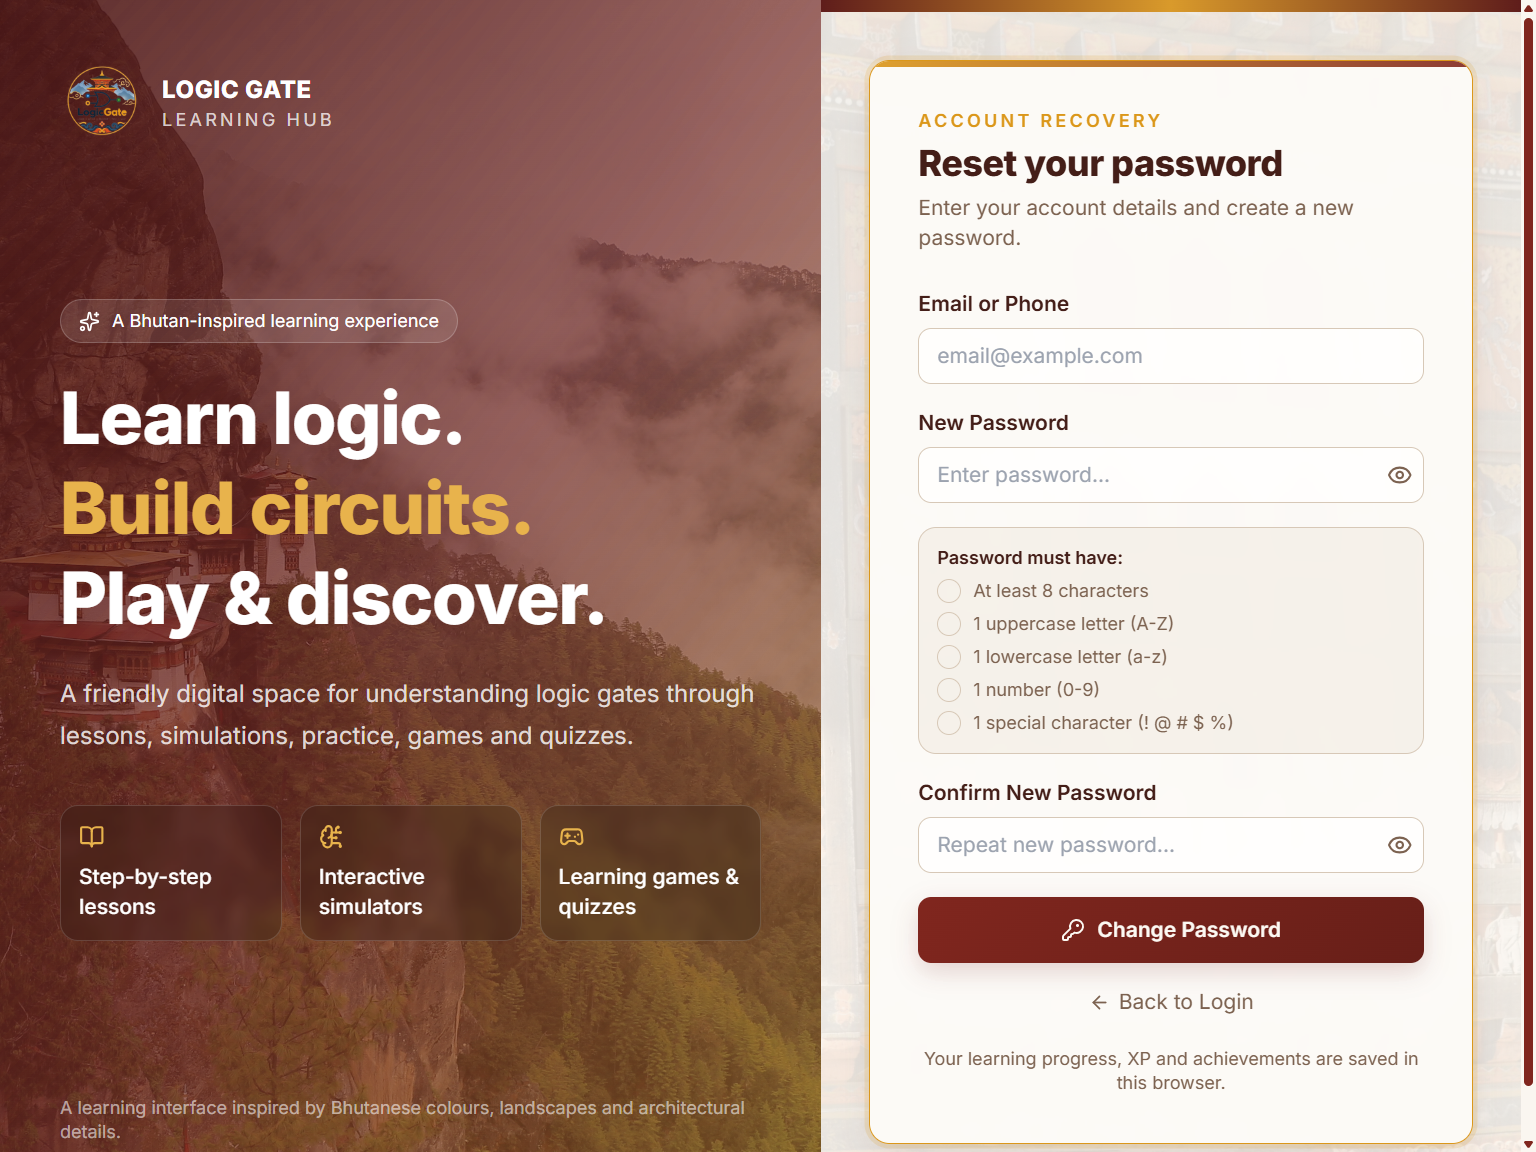 LogicGate
LOGIC GATE
LEARNING HUB
A Bhutan-inspired learning experience
Learn logic.
Build circuits.
Play & discover.
A friendly digital space for understanding logic gates through
lessons, simulations, practice, games and quizzes.
Step-by-step
lessons
Interactive
simulators
Learning games &
quizzes
A learning interface inspired by Bhutanese colours, landscapes and architectural
details.
ACCOUNT RECOVERY
Reset your password
Enter your account details and create a new
password.
Email or Phone
email@example.com
New Password
Enter password...
Password must have:
At least 8 characters
1 uppercase letter (A-Z)
1 lowercase letter (a-z)
1 number (0-9)
1 special character (! @ # $ %)
Confirm New Password
Repeat new password...
Change Password
Back to Login
Your learning progress, XP and achievements are saved in
this browser.